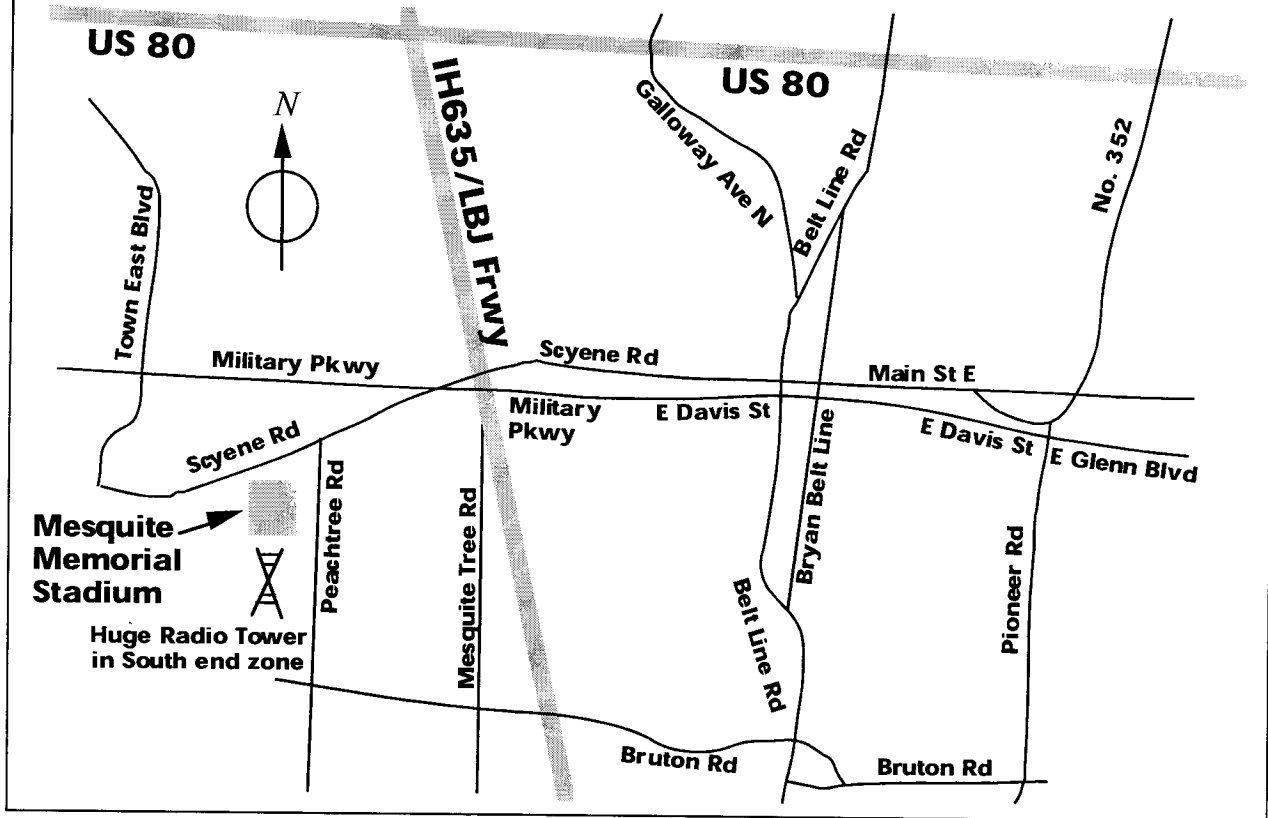 US 80
US 80
N
IH635/LBJ Frwy
Galloway Ave N
Belt Line Rd
No. 352
Town East Blvd
Military Pkwy
Scyene Rd
Main St E
Military
Pkwy
E Davis St
E Davis St
E Glenn Blvd
Scyene Rd
Peachtree Rd
Mesquite Tree Rd
Bryan Belt Line
Belt Line Rd
Pioneer Rd
Mesquite
Memorial
Stadium
Huge Radio Tower
in South end zone
Bruton Rd
Bruton Rd